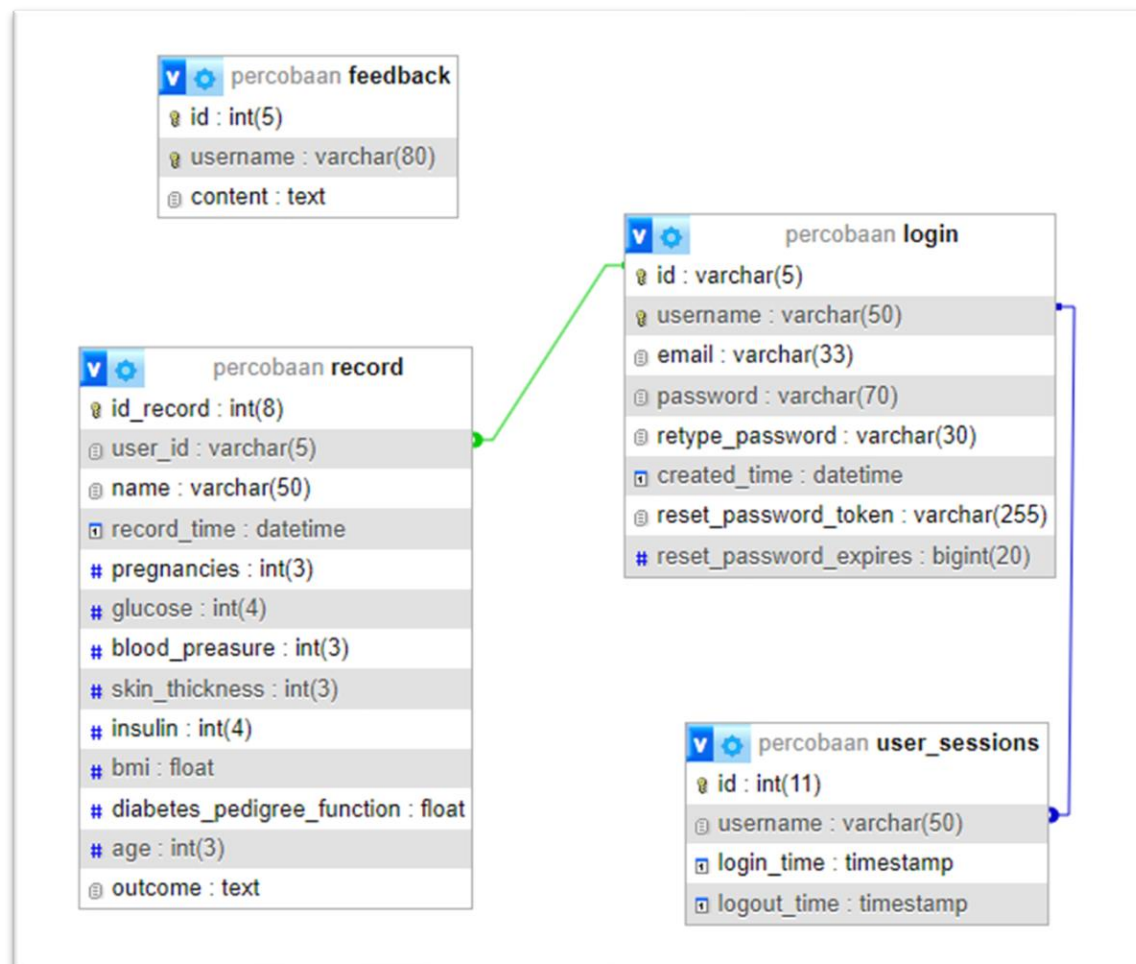 percobaan feedback
id : int(5)
username : varchar(80)
content : text
percobaan login
id : varchar(5)
username : varchar(50)
email : varchar(33)
password : varchar(70)
retype_password : varchar(30)
created_time : datetime
reset_password_token : varchar(255)
reset_password_expires : bigint(20)
percobaan record
id_record : int(8)
user_id : varchar(5)
name : varchar(50)
record_time : datetime
pregnancies : int(3)
glucose : int(4)
blood_preasure : int(3)
skin_thickness : int(3)
insulin : int(4)
bmi : float
diabetes_pedigree_function : float
age : int(3)
outcome : text
percobaan user_sessions
id : int(11)
username : varchar(50)
login_time : timestamp
logout_time : timestamp